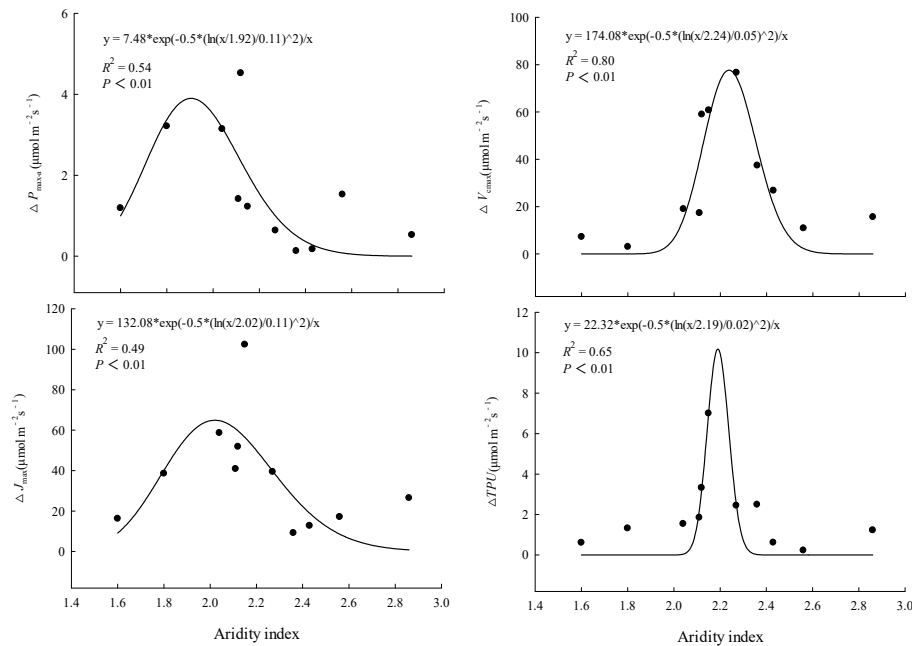 y = 7.48*exp(-0.5*(ln(x/1.92)/0.11)^2)/x
R² = 0.54
P < 0.01
6
4
2
0
△ Pmax-n (μmol m⁻²s⁻¹)
y = 174.08*exp(-0.5*(ln(x/2.24)/0.05)^2)/x
R² = 0.80
P < 0.01
100
80
60
40
20
0
△ Vcmax(μmol m⁻²s⁻¹)
y = 132.08*exp(-0.5*(ln(x/2.02)/0.11)^2)/x
R² = 0.49
P < 0.01
120
100
80
60
40
20
0
△ Jmax(μmol m⁻²s⁻¹)
1.4 1.6 1.8 2.0 2.2 2.4 2.6 2.8 3.0
Aridity index
y = 22.32*exp(-0.5*(ln(x/2.19)/0.02)^2)/x
R² = 0.65
P < 0.01
12
10
8
6
4
2
0
△TPU(μmol m⁻²s⁻¹)
1.4 1.6 1.8 2.0 2.2 2.4 2.6 2.8 3.0
Aridity index